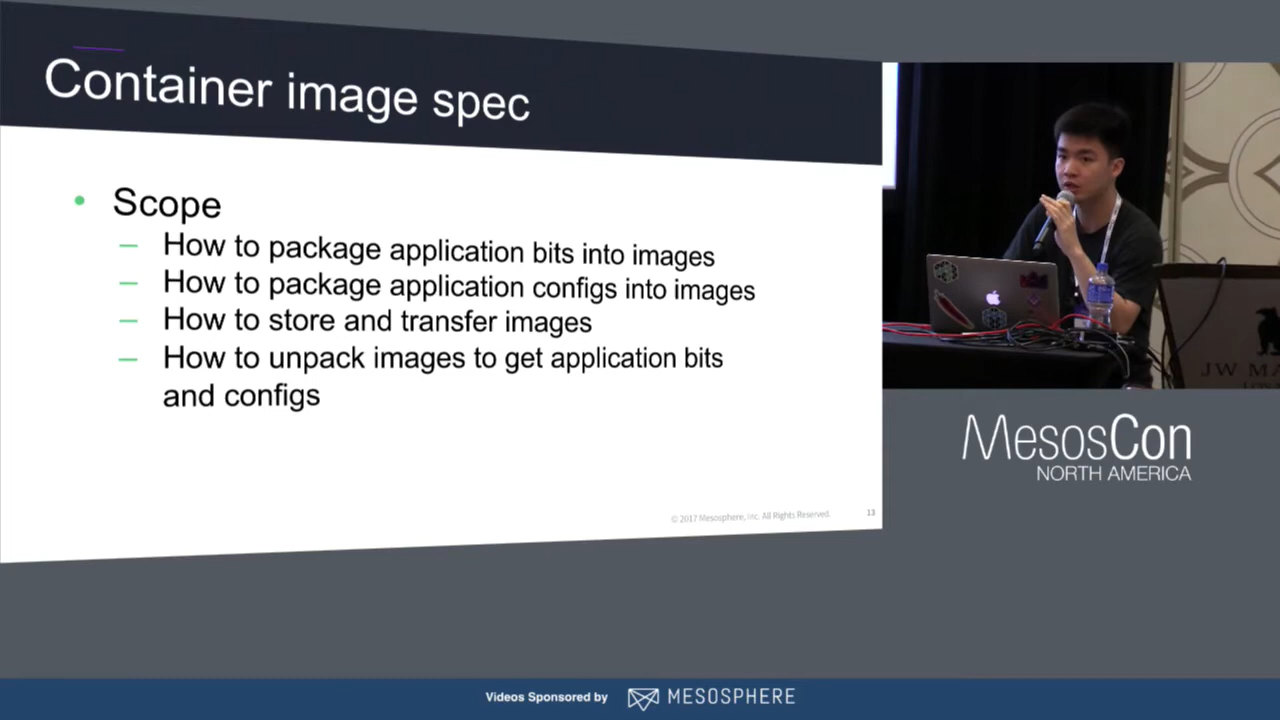 Container image spec
• Scope
– How to package application bits into images
– How to package application configs into images
– How to store and transfer images
– How to unpack images to get application bits
and configs
© 2017 Mesosphere, Inc. All Rights Reserved.
13
JW MA
MesosCon
NORTH AMERICA
Videos Sponsored by MESOSPHERE